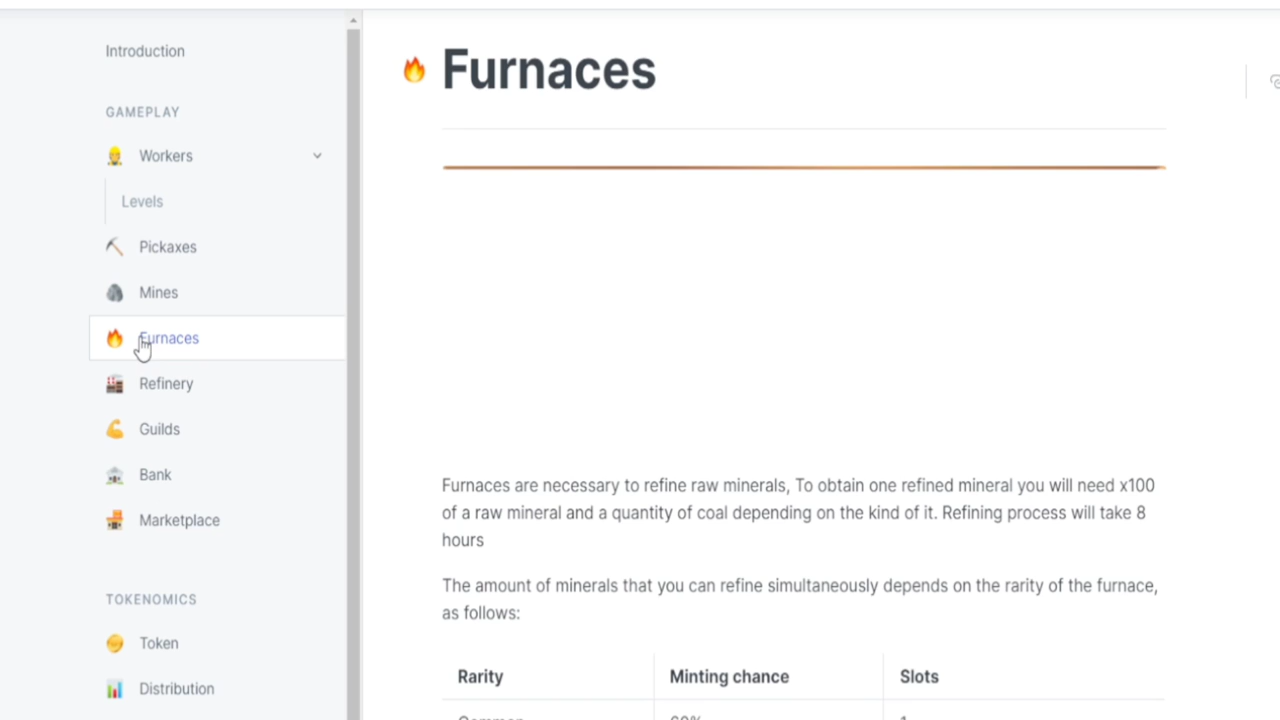 Introduction
GAMEPLAY
Workers
Levels
Pickaxes
Mines
Furnaces
Refinery
Guilds
Bank
Marketplace
TOKENOMICS
Token
Distribution
Furnaces
Furnaces are necessary to refine raw minerals, To obtain one refined mineral you will need x100
of a raw mineral and a quantity of coal depending on the kind of it. Refining process will take 8
hours
The amount of minerals that you can refine simultaneously depends on the rarity of the furnace,
as follows:
Rarity Minting chance Slots